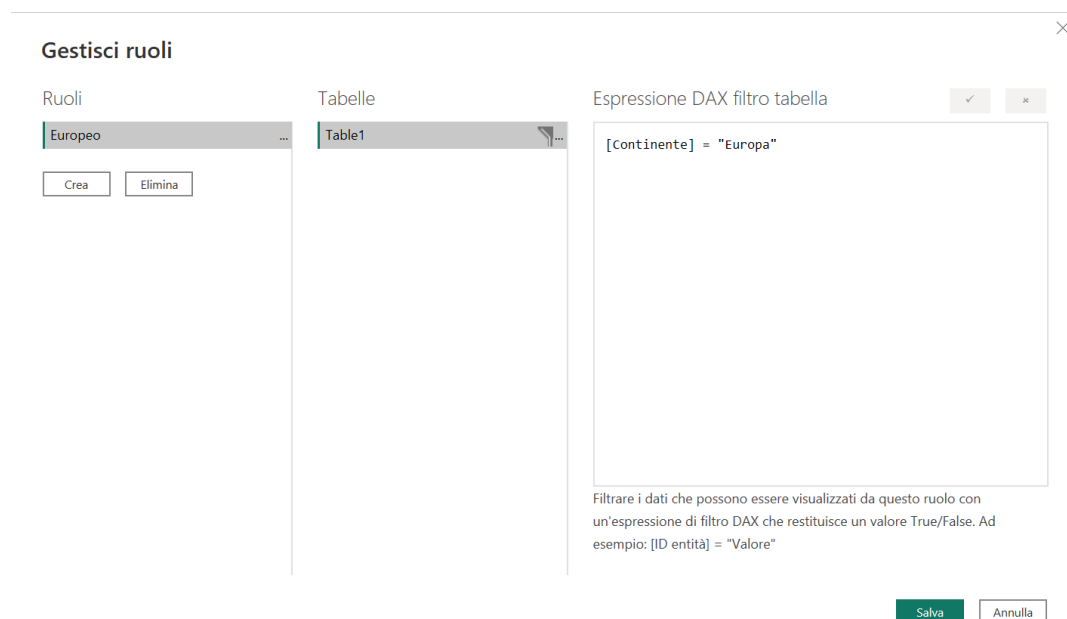 Gestisci ruoli
Ruoli
Europeo
...
Crea
Elimina
Tabelle
Table1
...
Espressione DAX filtro tabella
[Continente] = "Europa"
Filtrare i dati che possono essere visualizzati da questo ruolo con
un'espressione di filtro DAX che restituisce un valore True/False. Ad
esempio: [ID entità] = "Valore"
Salva
Annulla